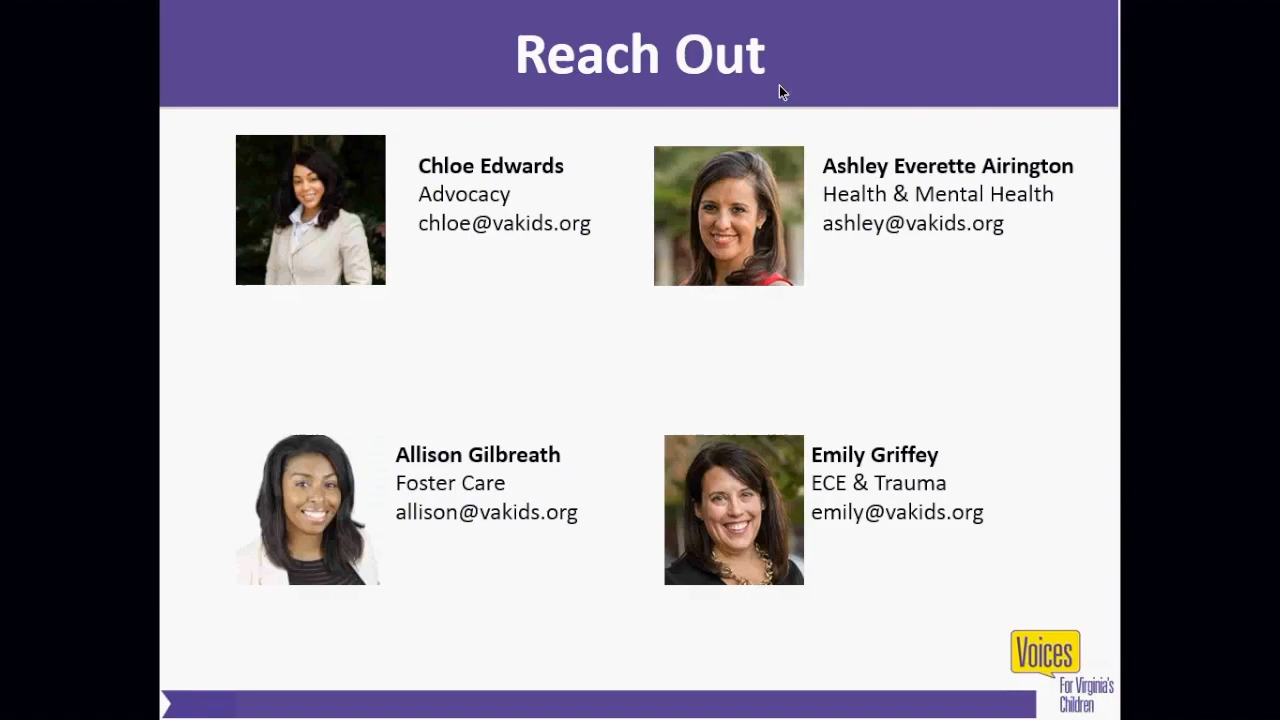 Reach Out
Chloe Edwards
Advocacy
chloe@vakids.org
Ashley Everette Airington
Health & Mental Health
ashley@vakids.org
Allison Gilbreath
Foster Care
allison@vakids.org
Emily Griffey
ECE & Trauma
emily@vakids.org
Voices
For Virginia's
Children